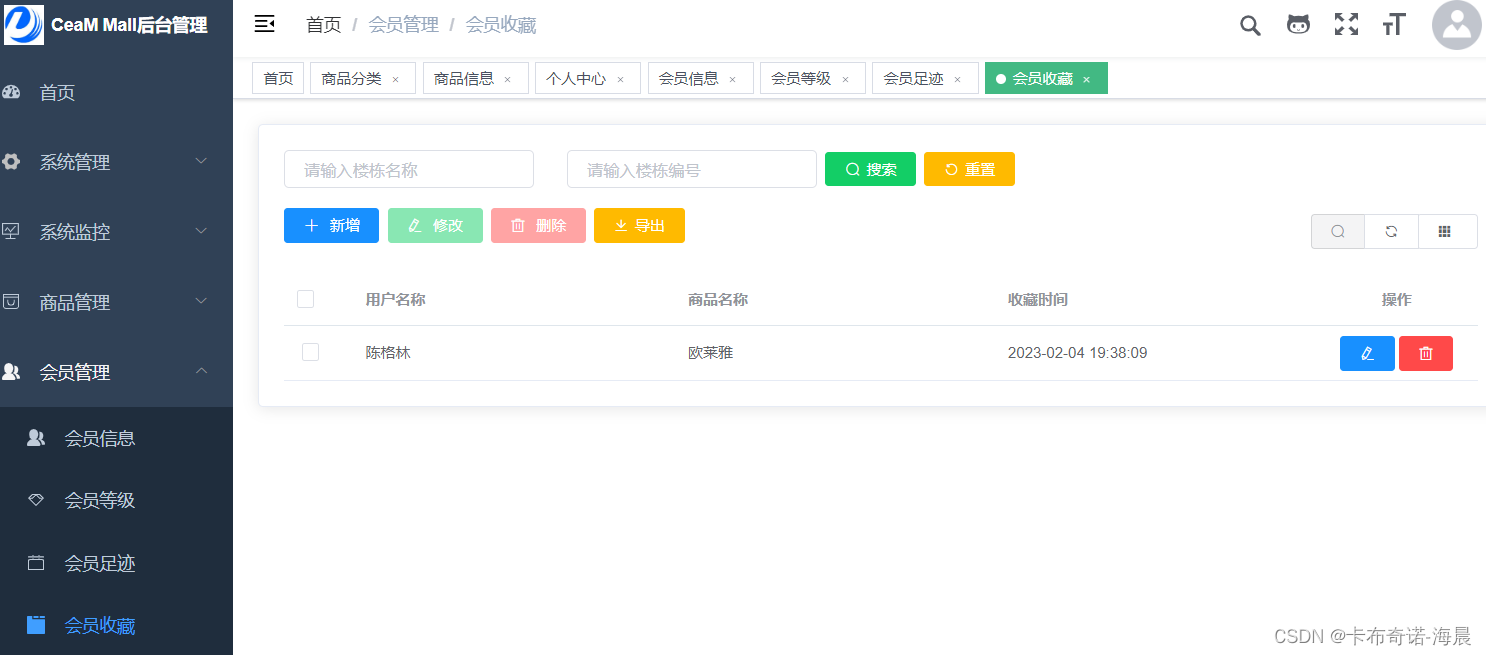 CeaM Mall后台管理
首页 / 会员管理 / 会员收藏
首页
商品分类 ×
商品信息 ×
个人中心 ×
会员信息 ×
会员等级 ×
会员足迹 ×
会员收藏 ×
首页
系统管理
系统监控
商品管理
会员管理
会员信息
会员等级
会员足迹
会员收藏
请输入楼栋名称
请输入楼栋编号
搜索
重置
新增
修改
删除
导出
用户名称 商品名称 收藏时间 操作
陈格林 欧莱雅 2023-02-04 19:38:09
CSDN @卡布奇诺-海晨